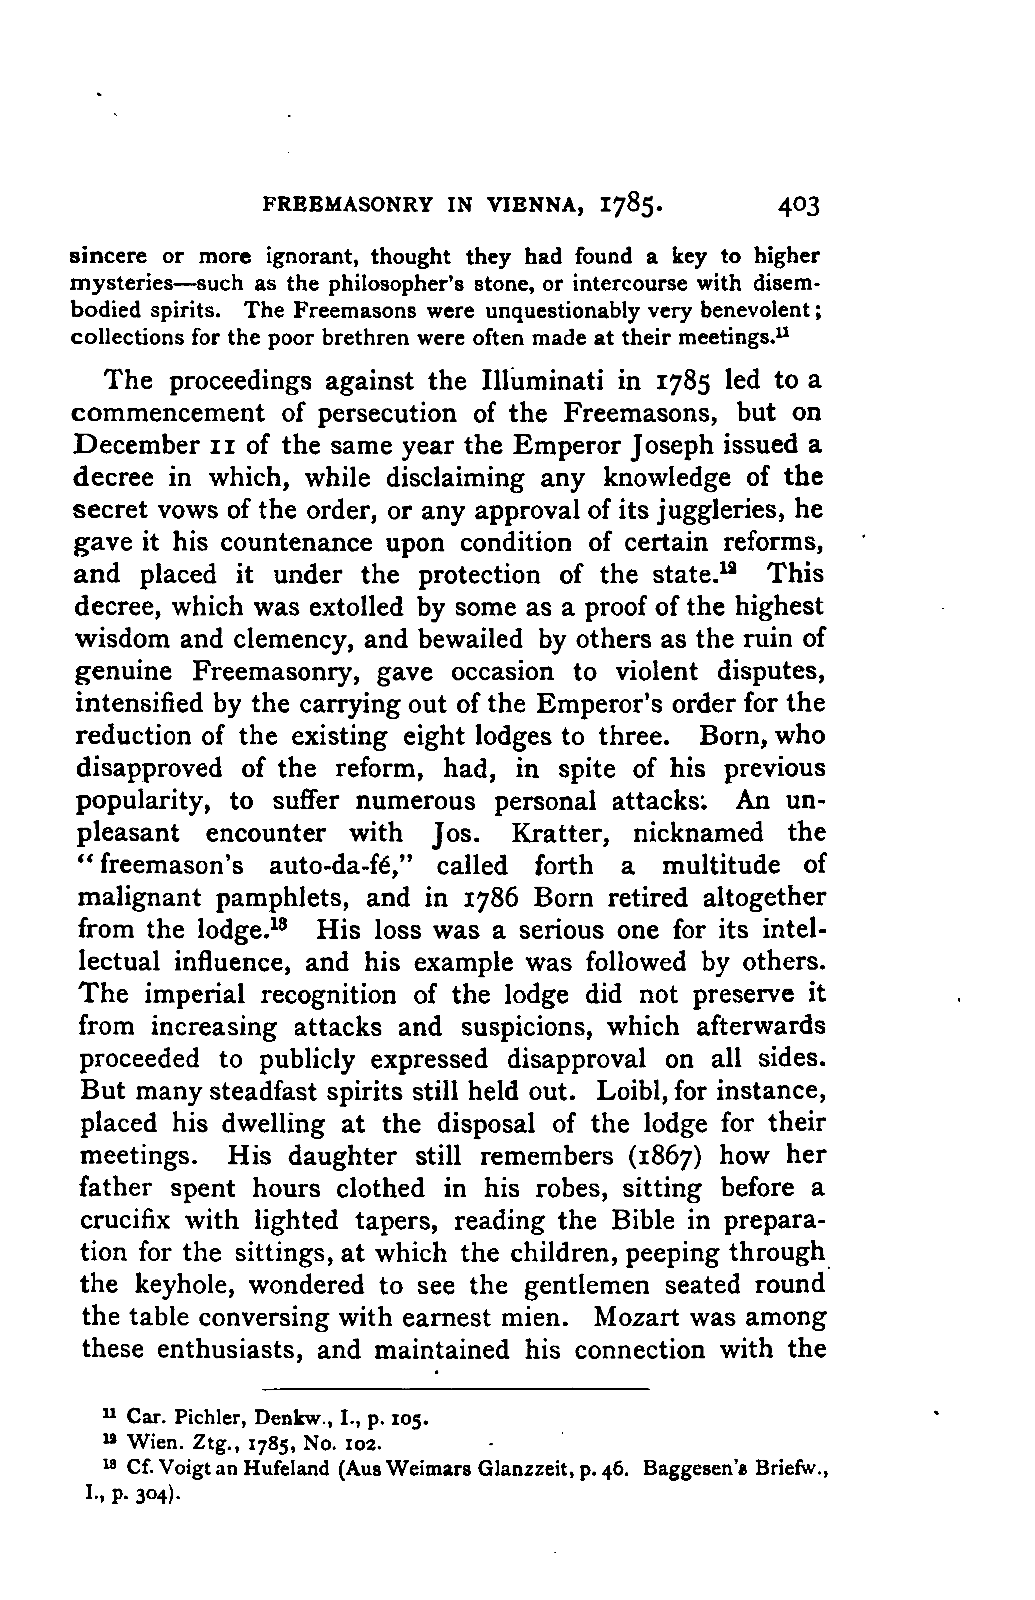 FREEMASONRY IN VIENNA, 1785. 403
sincere or more ignorant, thought they had found a key to higher
mysteries—such as the philosopher's stone, or intercourse with disem-
bodied spirits. The Freemasons were unquestionably very benevolent;
collections for the poor brethren were often made at their meetings.¹¹
The proceedings against the Illuminati in 1785 led to a
commencement of persecution of the Freemasons, but on
December 11 of the same year the Emperor Joseph issued a
decree in which, while disclaiming any knowledge of the
secret vows of the order, or any approval of its juggleries, he
gave it his countenance upon condition of certain reforms,
and placed it under the protection of the state.¹² This
decree, which was extolled by some as a proof of the highest
wisdom and clemency, and bewailed by others as the ruin of
genuine Freemasonry, gave occasion to violent disputes,
intensified by the carrying out of the Emperor's order for the
reduction of the existing eight lodges to three. Born, who
disapproved of the reform, had, in spite of his previous
popularity, to suffer numerous personal attacks. An un-
pleasant encounter with Jos. Kratter, nicknamed the
“freemason's auto-da-fé,” called forth a multitude of
malignant pamphlets, and in 1786 Born retired altogether
from the lodge.¹³ His loss was a serious one for its intel-
lectual influence, and his example was followed by others.
The imperial recognition of the lodge did not preserve it
from increasing attacks and suspicions, which afterwards
proceeded to publicly expressed disapproval on all sides.
But many steadfast spirits still held out. Loibl, for instance,
placed his dwelling at the disposal of the lodge for their
meetings. His daughter still remembers (1867) how her
father spent hours clothed in his robes, sitting before a
crucifix with lighted tapers, reading the Bible in prepara-
tion for the sittings, at which the children, peeping through
the keyhole, wondered to see the gentlemen seated round
the table conversing with earnest mien. Mozart was among
these enthusiasts, and maintained his connection with the
¹¹ Car. Pichler, Denkw., I., p. 105.
¹² Wien. Ztg., 1785, No. 102.
¹³ Cf. Voigt an Hufeland (Aus Weimars Glanzzeit, p. 46. Baggesen's Briefw.,
I., p. 304).